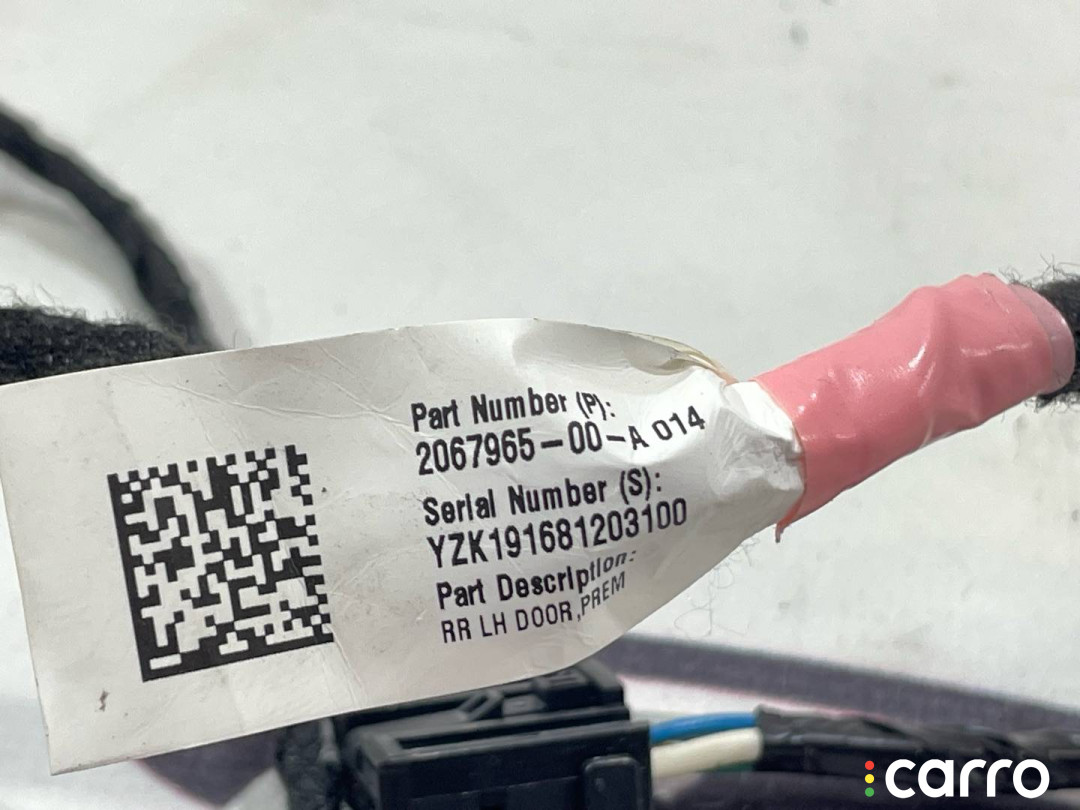 Part Number (P):
2067965-00-A 014
Serial Number (S):
YZK191681203100
Part Description:
RR LH DOOR,PREM
carro